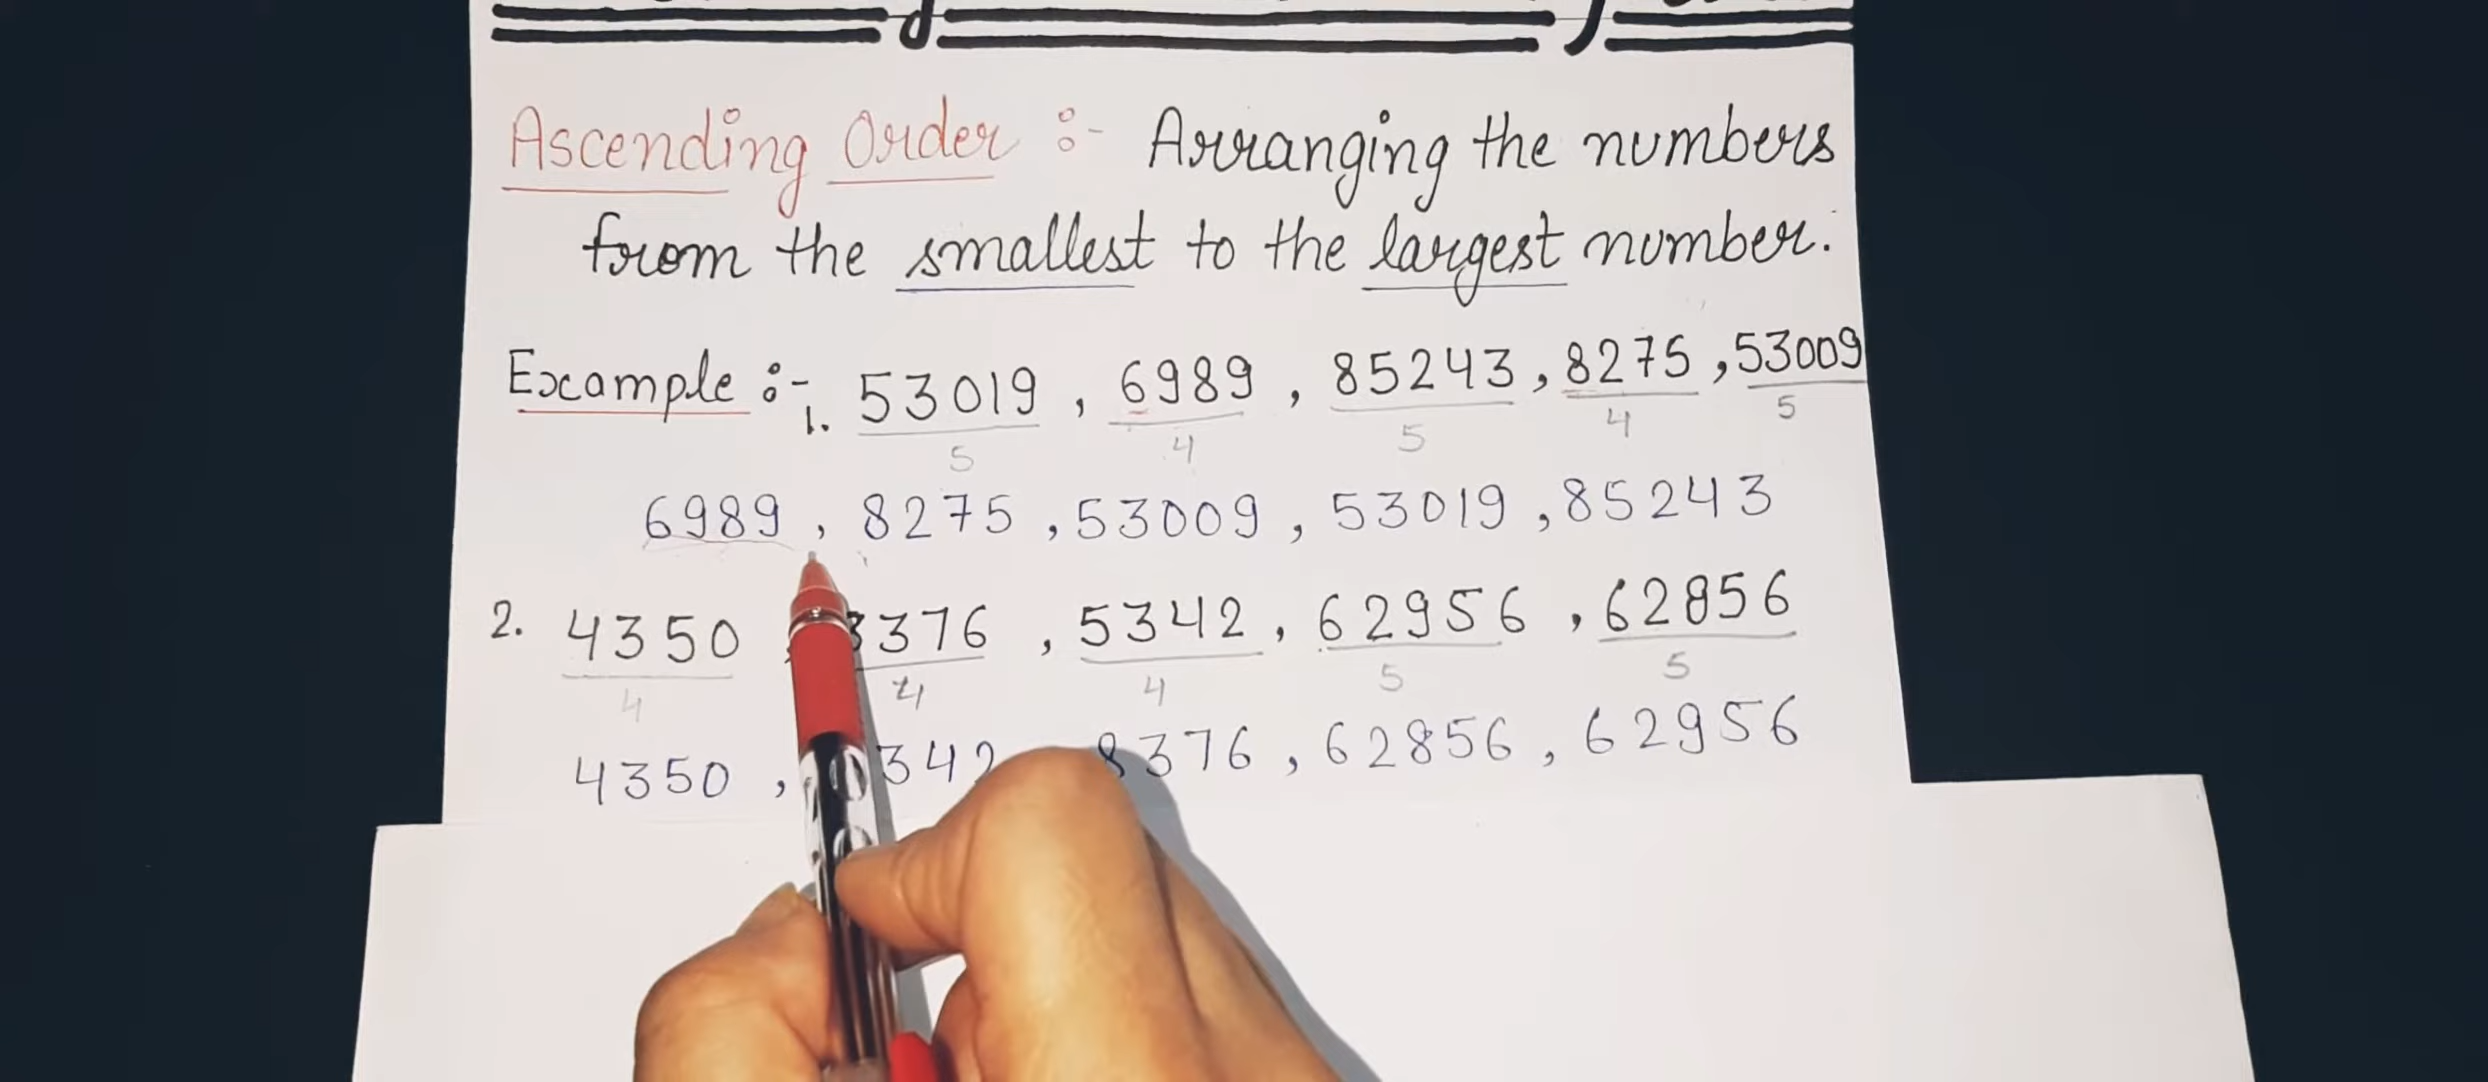 Ascending Order :- Arranging the numbers
from the smallest to the largest number.
Example :- 1. 53019, 6989, 85243, 8275, 53009
5 4 5 4 5
6989, 8275, 53009, 53019, 85243
2. 4350, 376, 5342, 62956, 62856
4 4 4 5 5
4350, 342 8376, 62856, 62956